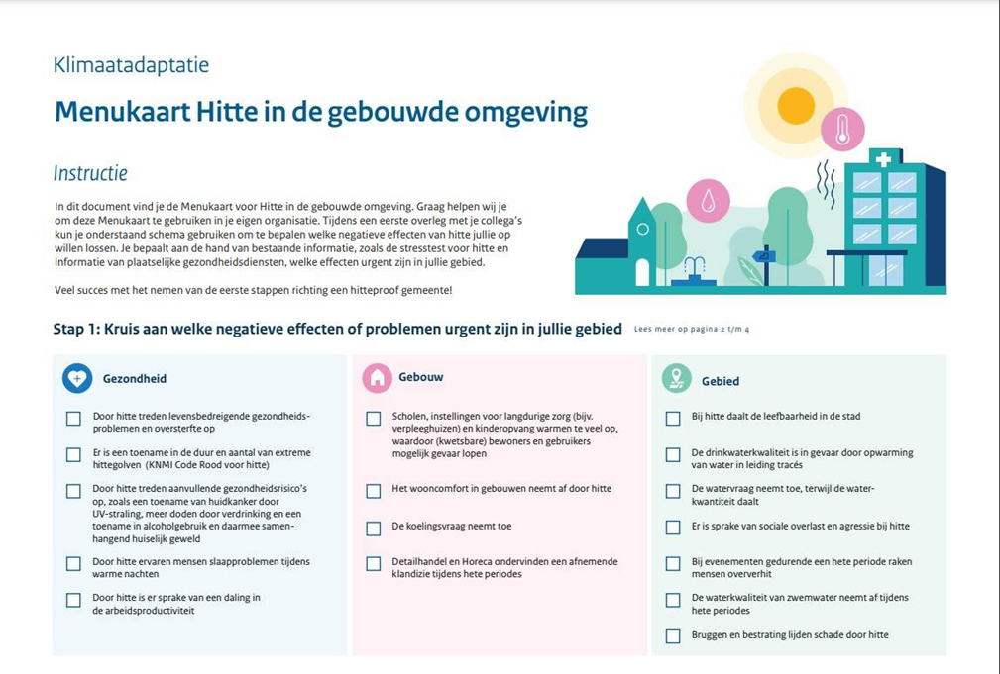 Klimaatadaptatie
Menukaart Hitte in de gebouwde omgeving
Instructie
In dit document vind je de Menukaart voor Hitte in de gebouwde omgeving. Graag helpen wij je
om deze Menukaart te gebruiken in je eigen organisatie. Tijdens een eerste overleg met je collega's
kun je onderstaand schema gebruiken om te bepalen welke negatieve effecten van hitte jullie op
willen lossen. Je bepaalt aan de hand van bestaande informatie, zoals de stresstest voor hitte en
informatie van plaatselijke gezondheidsdiensten, welke effecten urgent zijn in jullie gebied.
Veel succes met het nemen van de eerste stappen richting een hitteproof gemeente!
Stap 1: Kruis aan welke negatieve effecten of problemen urgent zijn in jullie gebied Lees meer op pagina 2 t/m 4
Gezondheid
Door hitte treden levensbedreigende gezondheids-
problemen en oversterfte op
Er is een toename in de duur en aantal van extreme
hittegolven (KNMI Code Rood voor hitte)
Door hitte treden aanvullende gezondheidsrisico's
op, zoals een toename van huidkanker door
UV-straling, meer doden door verdrinking en een
toename in alcoholgebruik en daarmee samen-
hangend huiselijk geweld
Door hitte ervaren mensen slaapproblemen tijdens
warme nachten
Door hitte is er sprake van een daling in
de arbeidsproductiviteit
Gebouw
Scholen, instellingen voor langdurige zorg (bijv.
verpleeghuizen) en kinderopvang warmen te veel op,
waardoor (kwetsbare) bewoners en gebruikers
mogelijk gevaar lopen
Het wooncomfort in gebouwen neemt af door hitte
De koelingsvraag neemt toe
Detailhandel en Horeca ondervinden een afnemende
klandizie tijdens hete periodes
Gebied
Bij hitte daalt de leefbaarheid in de stad
De drinkwaterkwaliteit is in gevaar door opwarming
van water in leiding tracés
De watervraag neemt toe, terwijl de water-
kwantiteit daalt
Er is sprake van sociale overlast en agressie bij hitte
Bij evenementen gedurende een hete periode raken
mensen oververhit
De waterkwaliteit van zwemwater neemt af tijdens
hete periodes
Bruggen en bestrating lijden schade door hitte